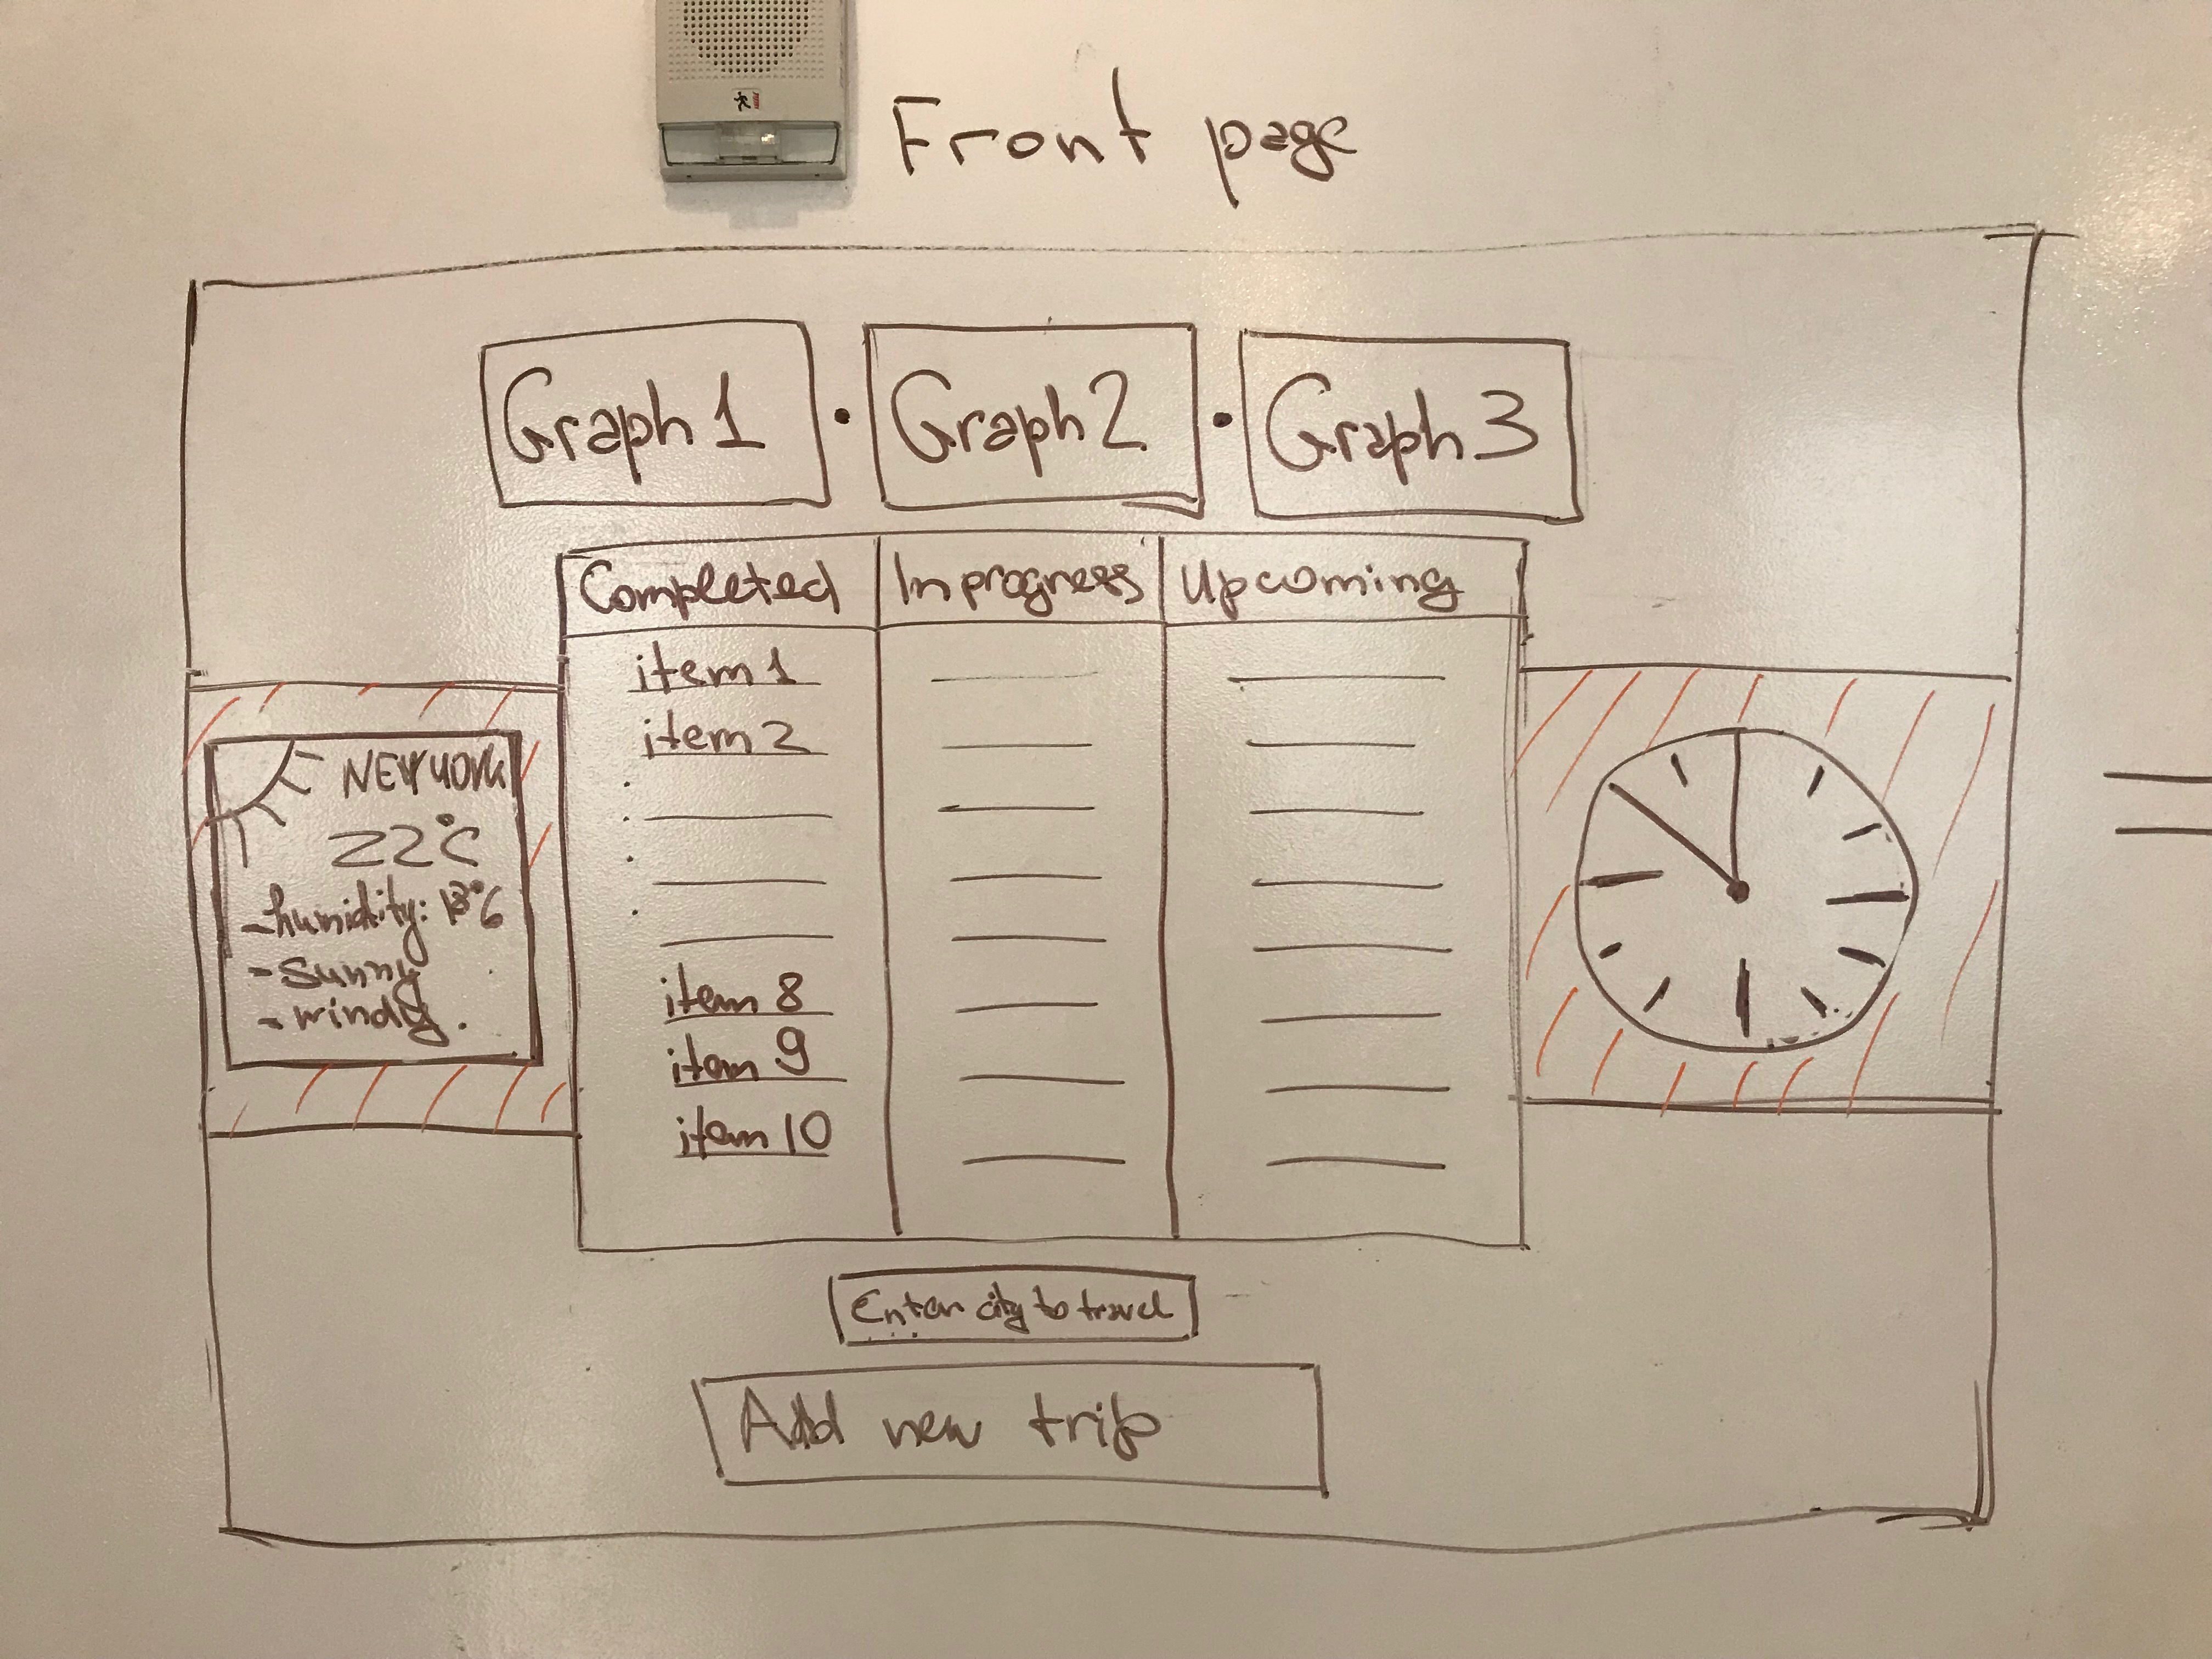 Front page
Graph 1 • Graph 2 • Graph 3
Completed In progress Upcoming
item 1
item 2
NEW YORK
22°C
- humidity:
- sunny
- windy.
item 8
item 9
item 10
Enter city to travel
Add new trip